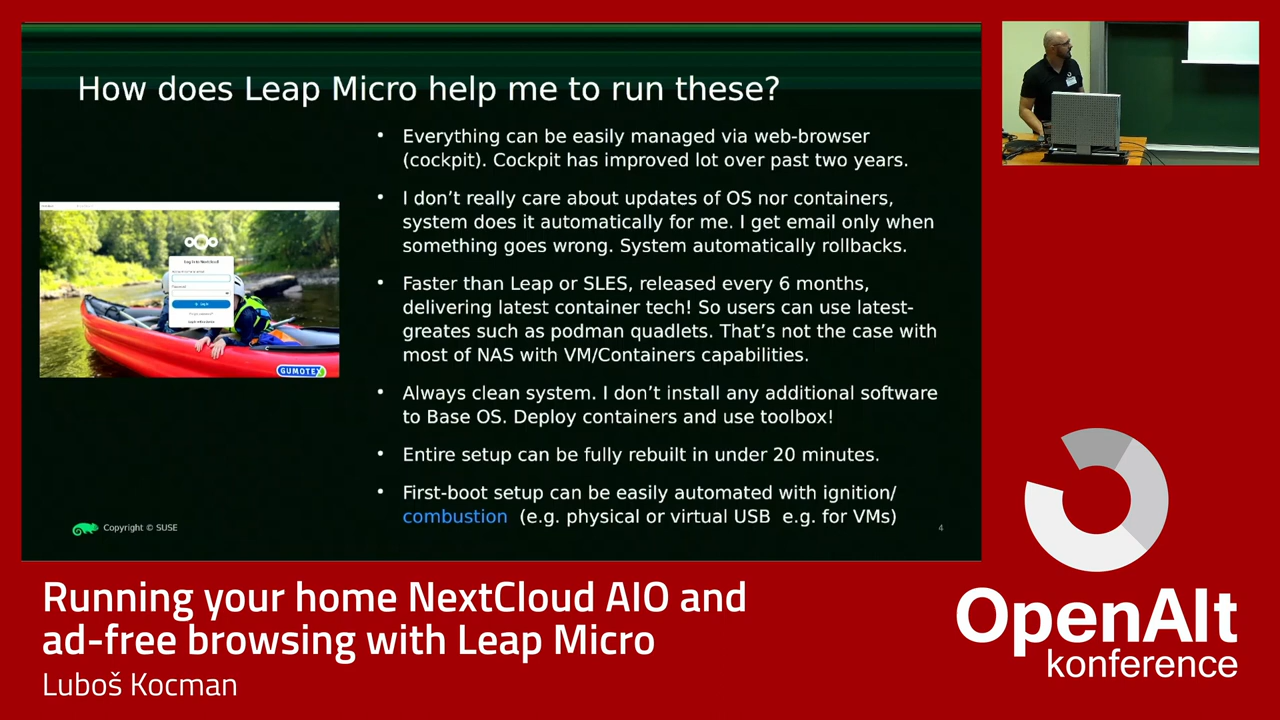 How does Leap Micro help me to run these?
• Everything can be easily managed via web-browser
(cockpit). Cockpit has improved lot over past two years.
• I don’t really care about updates of OS nor containers,
system does it automatically for me. I get email only when
something goes wrong. System automatically rollbacks.
• Faster than Leap or SLES, released every 6 months,
delivering latest container tech! So users can use latest-
greates such as podman quadlets. That’s not the case with
most of NAS with VM/Containers capabilities.
• Always clean system. I don’t install any additional software
to Base OS. Deploy containers and use toolbox!
• Entire setup can be fully rebuilt in under 20 minutes.
• First-boot setup can be easily automated with ignition/
combustion (e.g. physical or virtual USB e.g. for VMs)
GUMOTEX
Copyright © SUSE
4
Running your home NextCloud AIO and
ad-free browsing with Leap Micro
Luboš Kocman
OpenAlt
konference